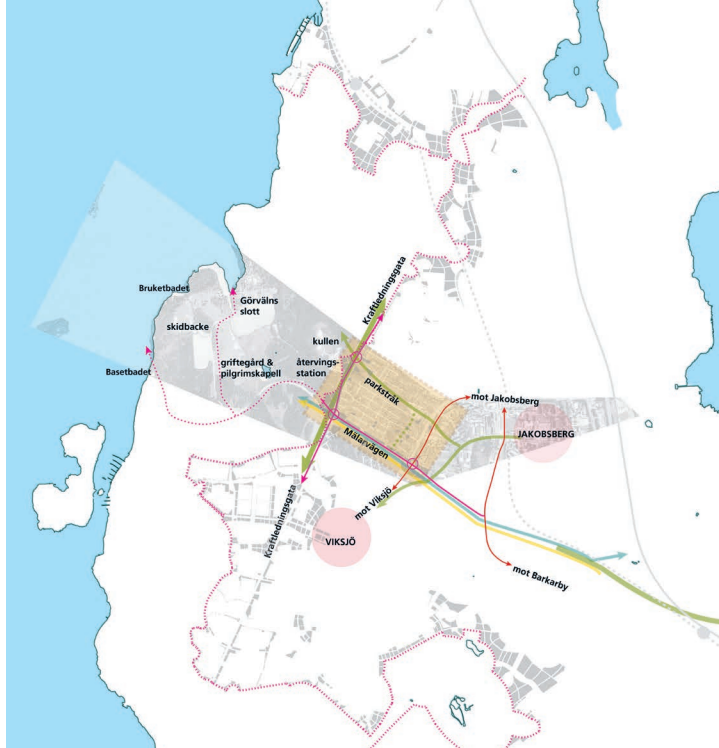 Kraftledningsgata
Bruketbadet
Görvälns
slott
skidbacke
kullen
Basetbadet
griftegård &
pilgrimskapell
återvings-
station
parkstråk
mot Jakobsberg
JAKOBSBERG
Mälarvägen
mot Viksjö
Kraftledningsgata
VIKSJÖ
mot Barkarby